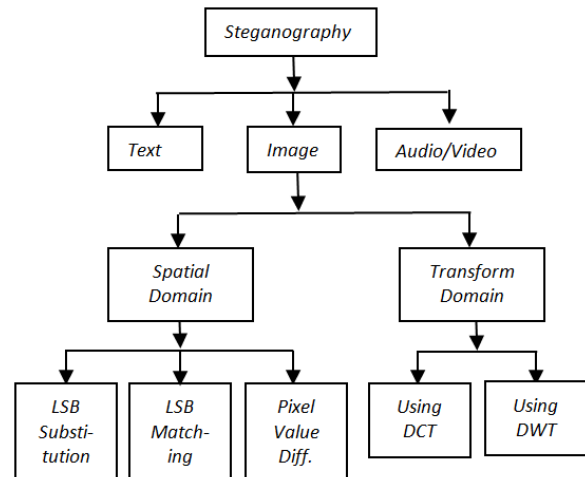 Steganography
Text
Image
Audio/Video
Spatial
Domain
Transform
Domain
LSB
Substi-
tution
LSB
Match-
ing
Pixel
Value
Diff.
Using
DCT
Using
DWT